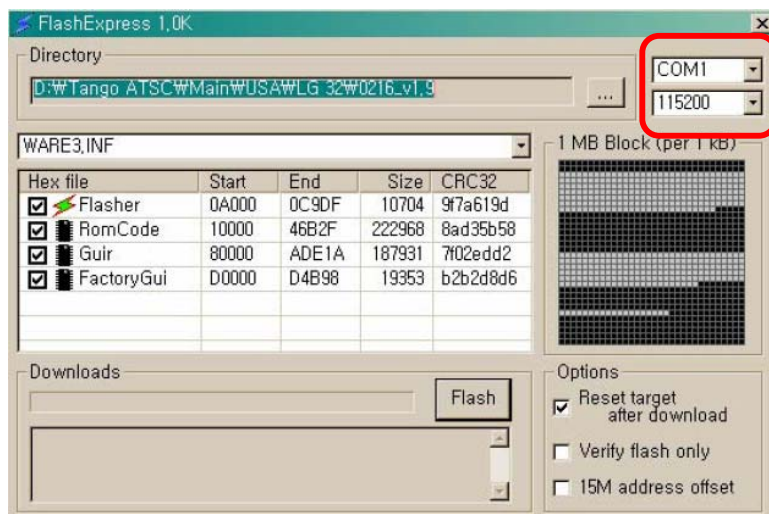 FlashExpress 1,0K
Directory
D:₩Tango ATSC₩Main₩USA₩LG 32₩0216_v1,9
...
COM1
115200
WARE3,INF
Hex file Start End Size CRC32
Flasher 0A000 0C9DF 10704 9f7a619d
RomCode 10000 46B2F 222968 8ad35b58
Guir 80000 ADE1A 187931 7f02edd2
FactoryGui D0000 D4B98 19353 b2b2d8d6
1 MB Block (per 1 kB)
Downloads
Flash
Options
Reset target
after download
Verify flash only
15M address offset